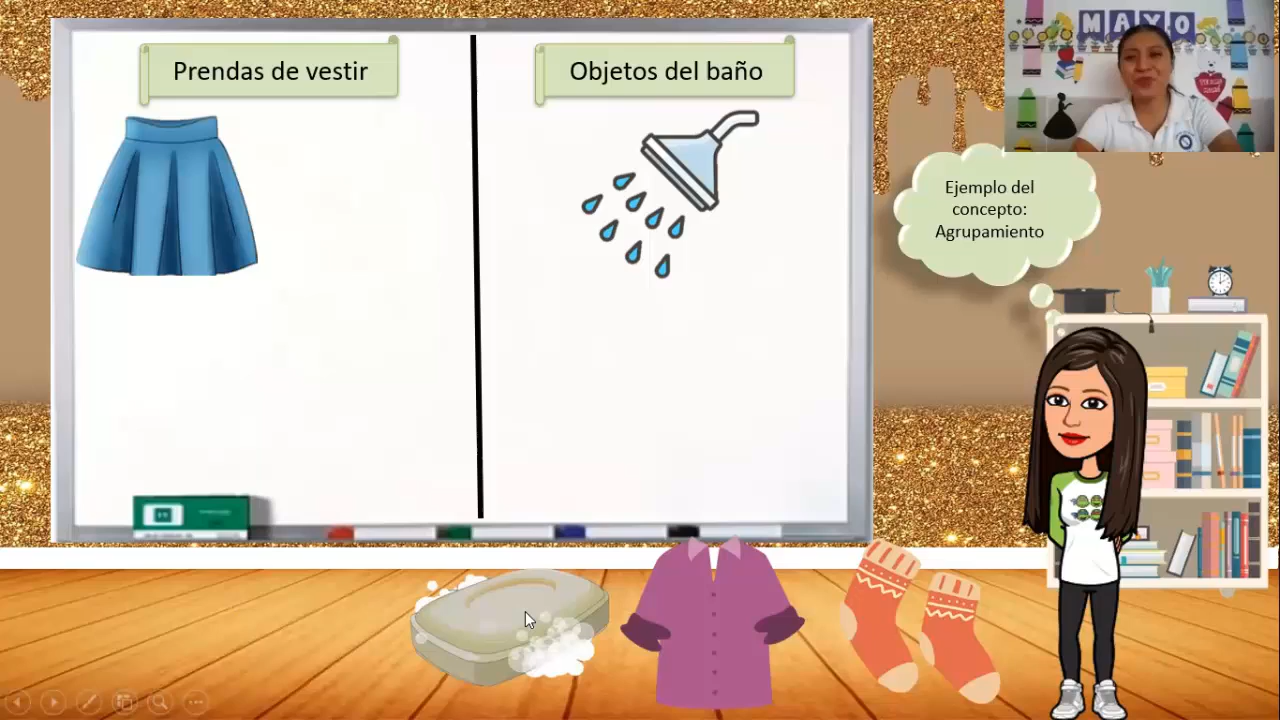 Prendas de vestir
Objetos del baño
MAYO
Ejemplo del
concepto:
Agrupamiento